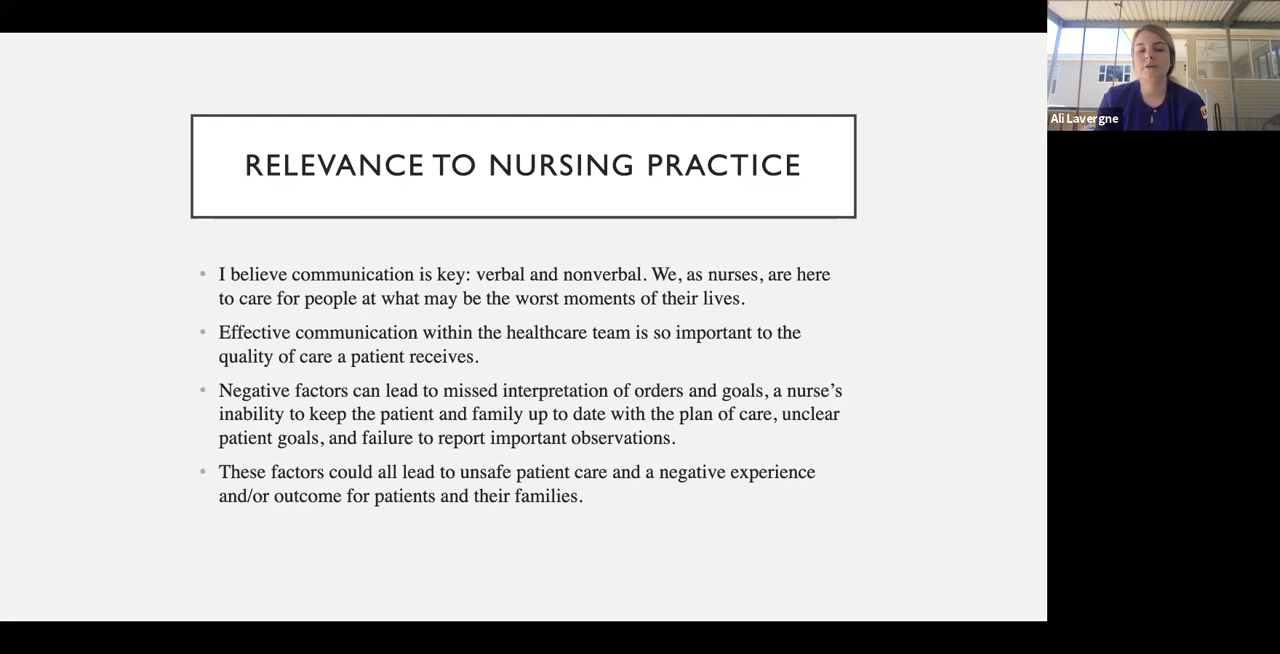 RELEVANCE TO NURSING PRACTICE
• I believe communication is key: verbal and nonverbal. We, as nurses, are here
to care for people at what may be the worst moments of their lives.
• Effective communication within the healthcare team is so important to the
quality of care a patient receives.
• Negative factors can lead to missed interpretation of orders and goals, a nurse’s
inability to keep the patient and family up to date with the plan of care, unclear
patient goals, and failure to report important observations.
• These factors could all lead to unsafe patient care and a negative experience
and/or outcome for patients and their families.
Ali Lavergne